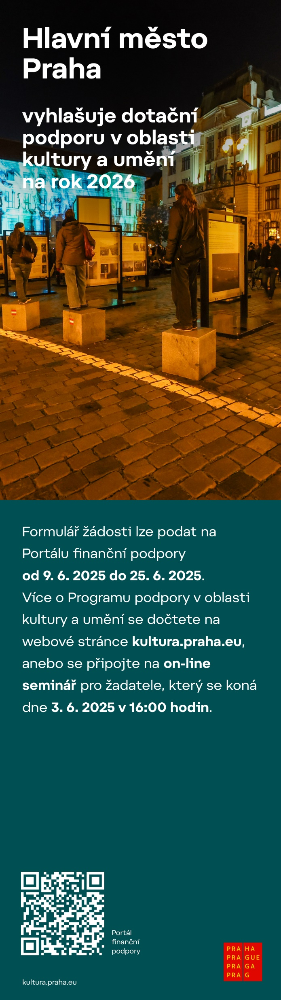 Hlavní město
Praha
vyhlašuje dotační
podporu v oblasti
kultury a umění
na rok 2026
Formulář žádosti lze podat na
Portálu finanční podpory
od 9. 6. 2025 do 25. 6. 2025.
Více o Programu podpory v oblasti
kultury a umění se dočtete na
webové stránce kultura.praha.eu,
anebo se připojte na on-line
seminář pro žadatele, který se koná
dne 3. 6. 2025 v 16:00 hodin.
Portál
finanční
podpory
PRA HA
PRA GUE
PRA GA
PRA G
kultura.praha.eu